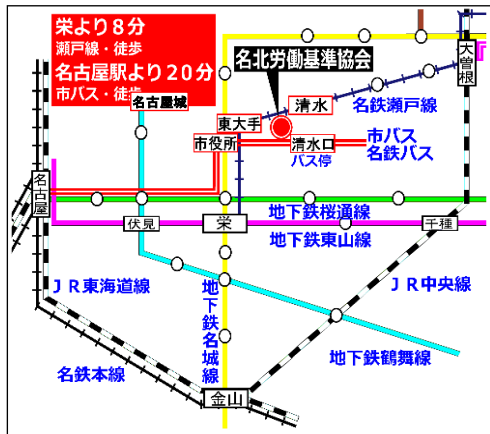 栄より８分
瀬戸線・徒歩
名古屋駅より２０分
市バス・徒歩
名古屋城
名北労働基準協会
大曽根
清水
名鉄瀬戸線
東大手
市役所
清水口
バス停
市バス
名鉄バス
名古屋
伏見
栄
地下鉄桜通線
千種
地下鉄東山線
ＪＲ東海道線
地下鉄名城線
ＪＲ中央線
地下鉄鶴舞線
名鉄本線
金山